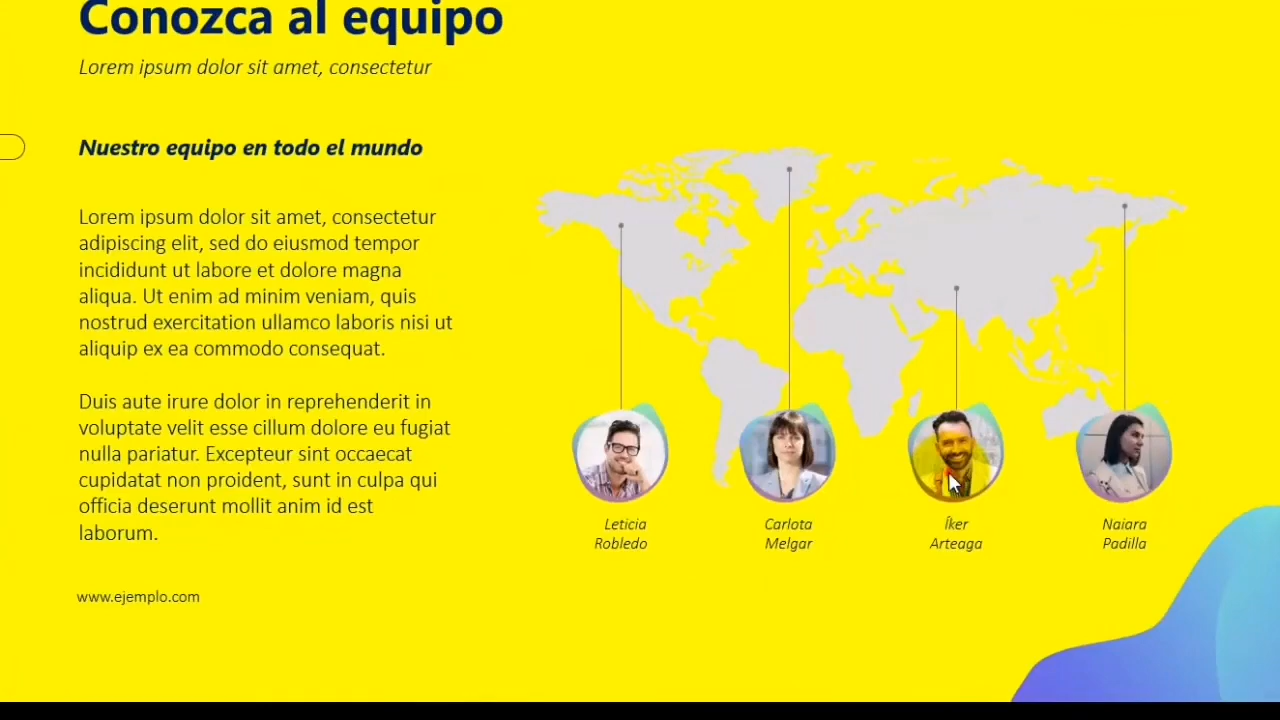 Conozca al equipo
Lorem ipsum dolor sit amet, consectetur
Nuestro equipo en todo el mundo
Lorem ipsum dolor sit amet, consectetur
adipiscing elit, sed do eiusmod tempor
incididunt ut labore et dolore magna
aliqua. Ut enim ad minim veniam, quis
nostrud exercitation ullamco laboris nisi ut
aliquip ex ea commodo consequat.
Duis aute irure dolor in reprehenderit in
voluptate velit esse cillum dolore eu fugiat
nulla pariatur. Excepteur sint occaecat
cupidatat non proident, sunt in culpa qui
officia deserunt mollit anim id est
laborum.
www.ejemplo.com
Leticia
Robledo
Carlota
Melgar
Íker
Arteaga
Naiara
Padilla